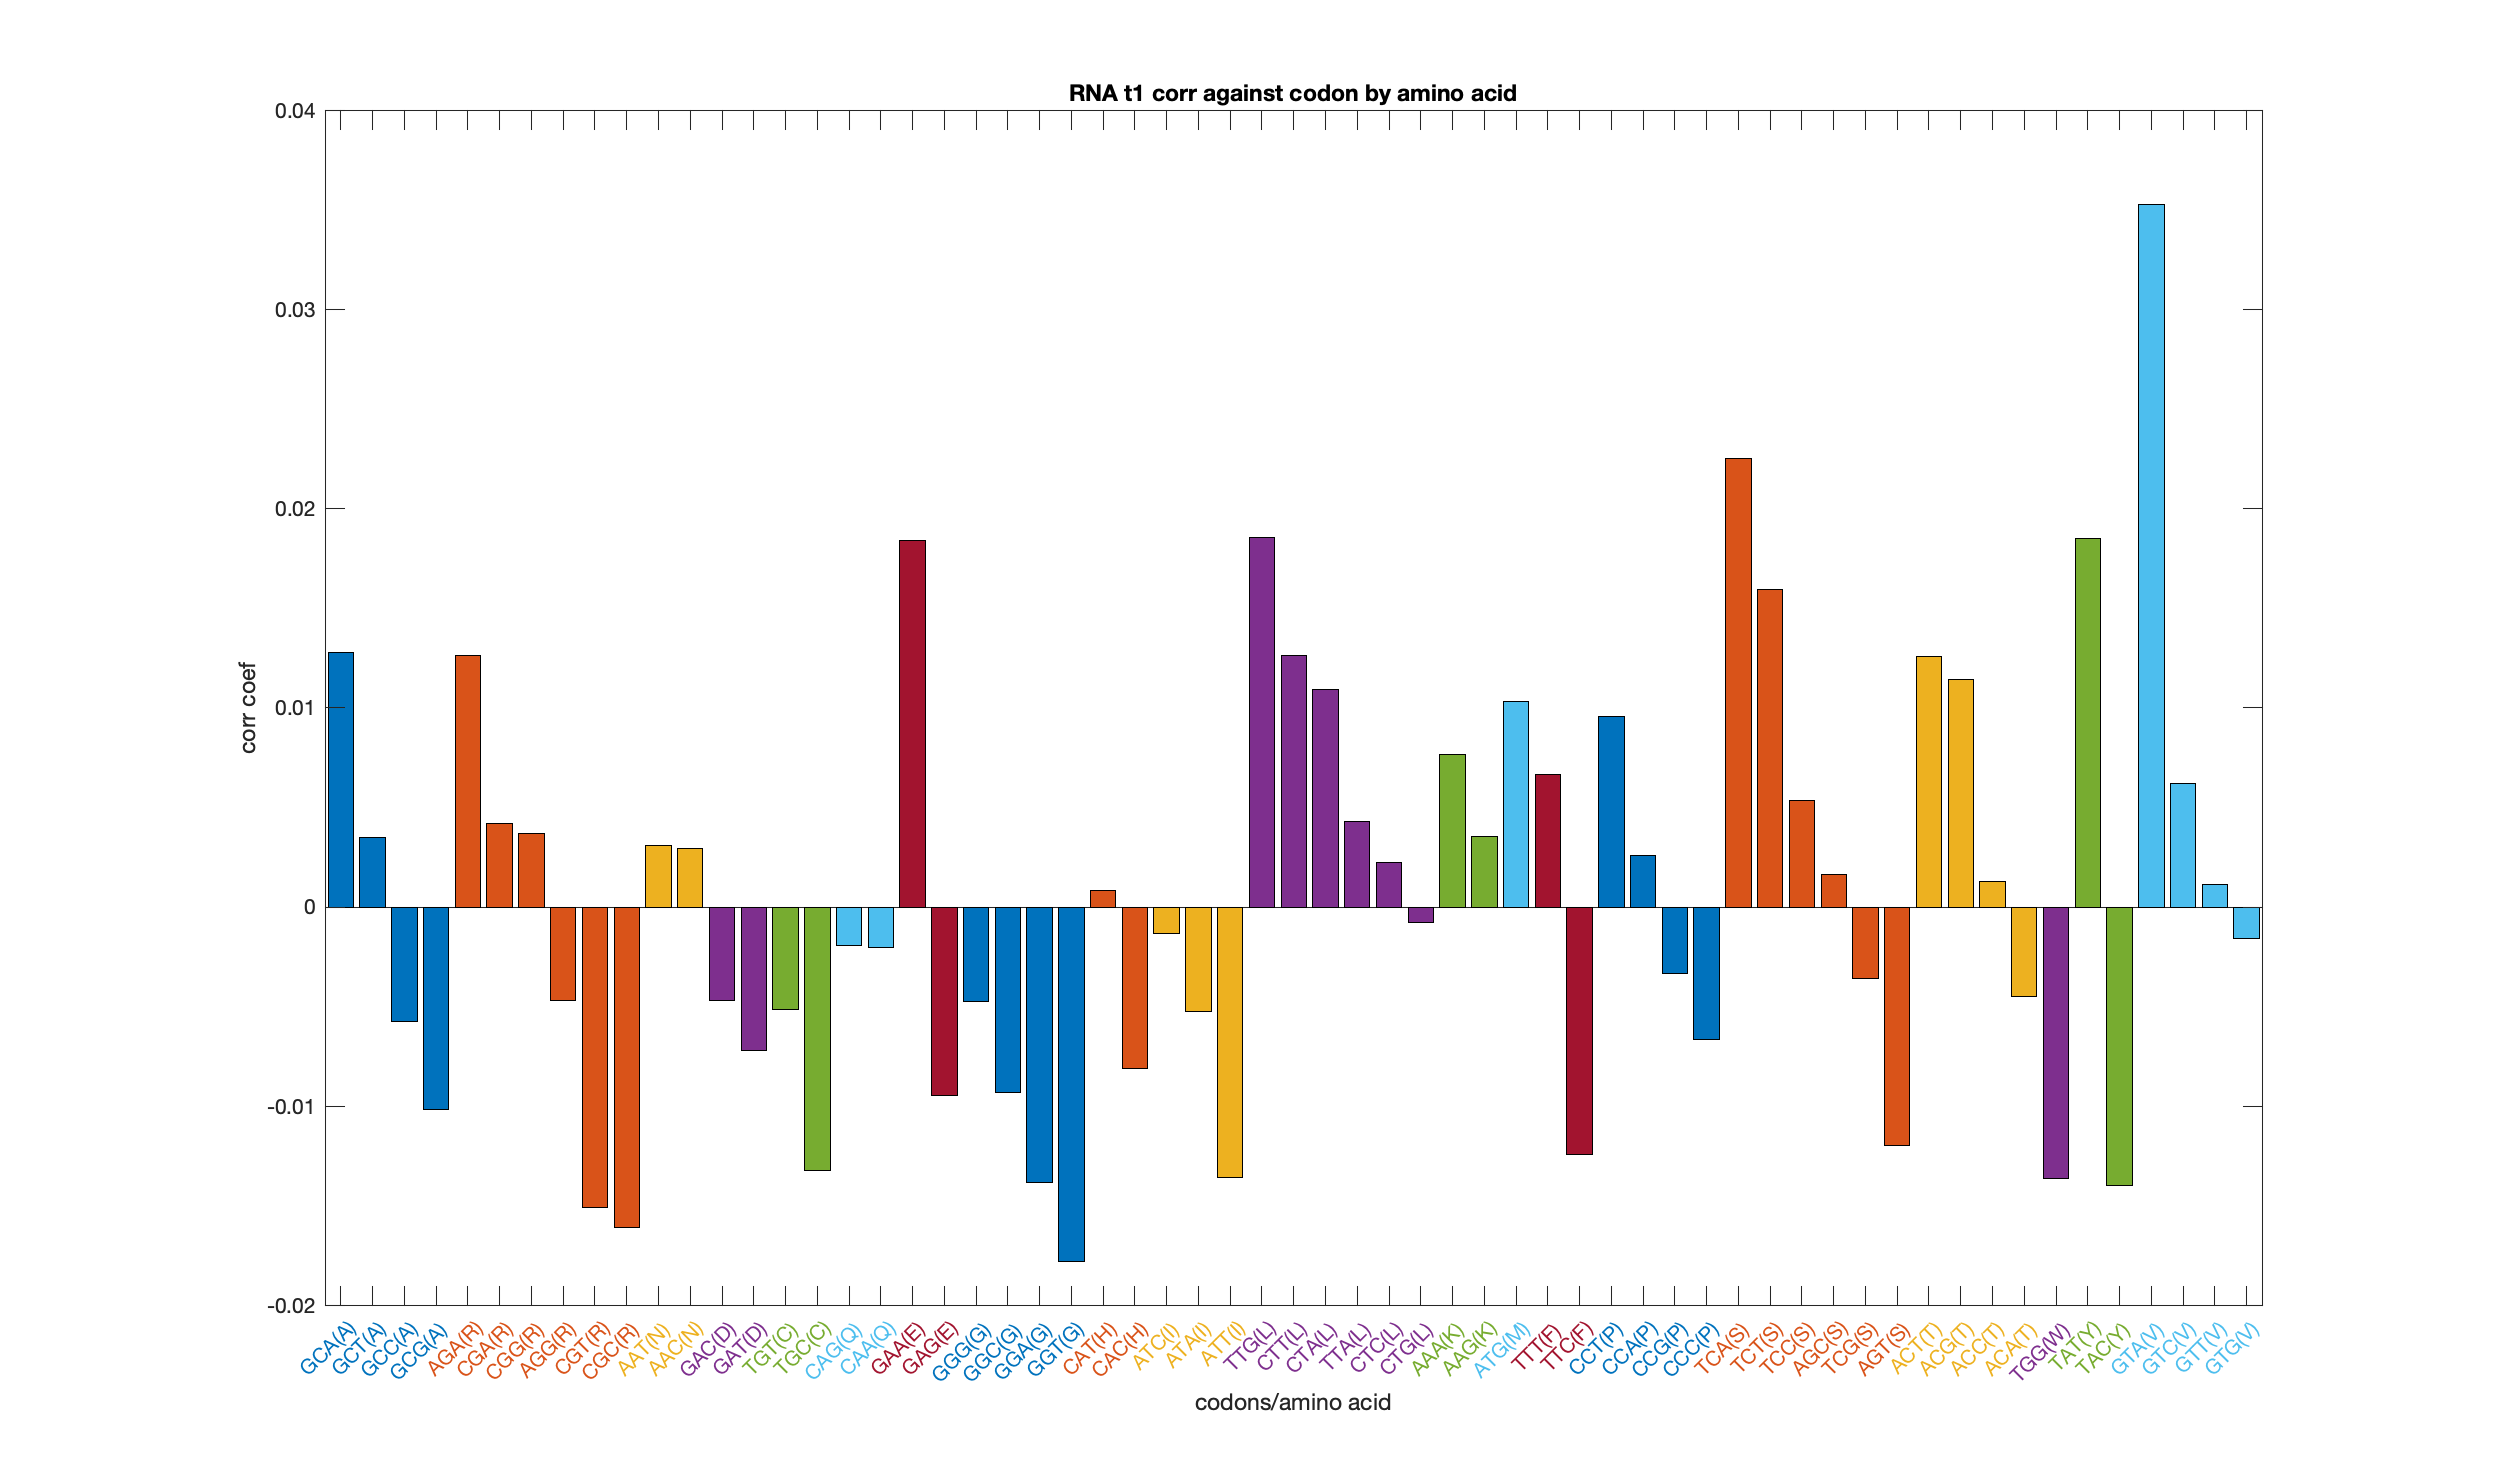 RNA t1 corr against codon by amino acid
0.04
0.03
0.02
0.01
0
-0.01
-0.02
corr coef
GCA(A)
GCT(A)
GCC(A)
GCG(A)
AGA(R)
CGA(R)
CGG(R)
AGG(R)
CGT(R)
CGC(R)
AAT(N)
AAC(N)
GAC(D)
GAT(D)
TGT(C)
TGC(C)
CAG(Q)
CAA(Q)
GAA(E)
GAG(E)
GGG(G)
GGC(G)
GGA(G)
GGT(G)
CAT(H)
CAC(H)
ATC(I)
ATA(I)
ATT(I)
TTG(L)
CTT(L)
CTA(L)
TTA(L)
CTC(L)
CTG(L)
AAA(K)
AAG(K)
ATG(M)
TTT(F)
TTC(F)
CCT(P)
CCA(P)
CCG(P)
CCC(P)
TCA(S)
TCT(S)
TCC(S)
AGC(S)
TCG(S)
AGT(S)
ACT(T)
ACG(T)
ACC(T)
ACA(T)
TGG(W)
TAT(Y)
TAC(Y)
GTA(V)
GTC(V)
GTT(V)
GTG(V)
codons/amino acid